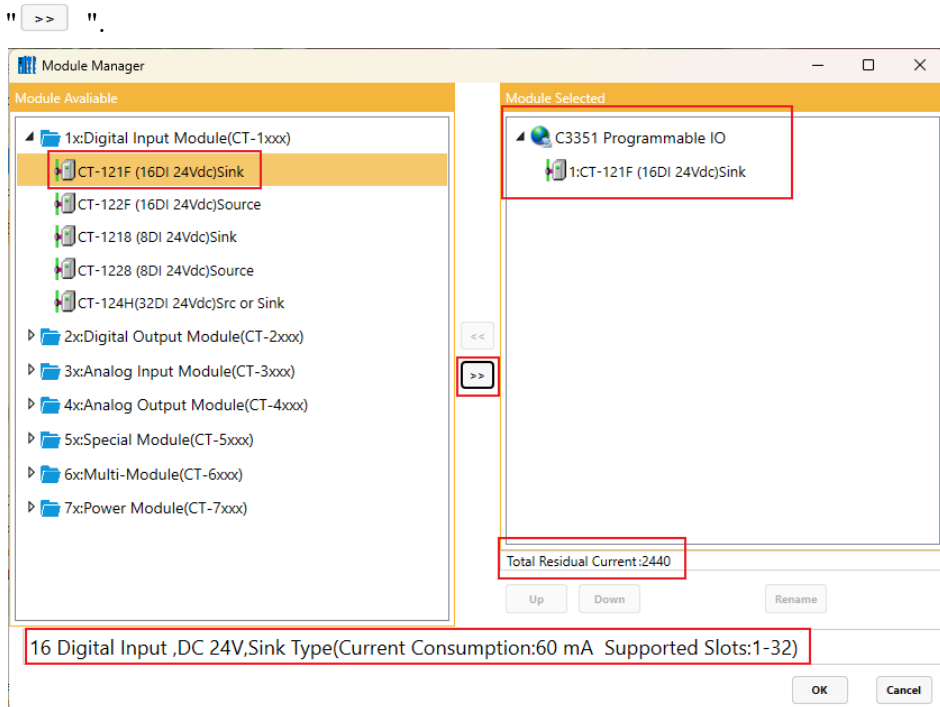 " >> ".
Module Manager
Module Avaliable
1x:Digital Input Module(CT-1xxx)
CT-121F (16DI 24Vdc)Sink
CT-122F (16DI 24Vdc)Source
CT-1218 (8DI 24Vdc)Sink
CT-1228 (8DI 24Vdc)Source
CT-124H(32DI 24Vdc)Src or Sink
2x:Digital Output Module(CT-2xxx)
3x:Analog Input Module(CT-3xxx)
4x:Analog Output Module(CT-4xxx)
5x:Special Module(CT-5xxx)
6x:Multi-Module(CT-6xxx)
7x:Power Module(CT-7xxx)
<<
>>
Module Selected
C3351 Programmable IO
1:CT-121F (16DI 24Vdc)Sink
Total Residual Current:2440
Up Down Rename
16 Digital Input ,DC 24V,Sink Type(Current Consumption:60 mA Supported Slots:1-32)
OK Cancel